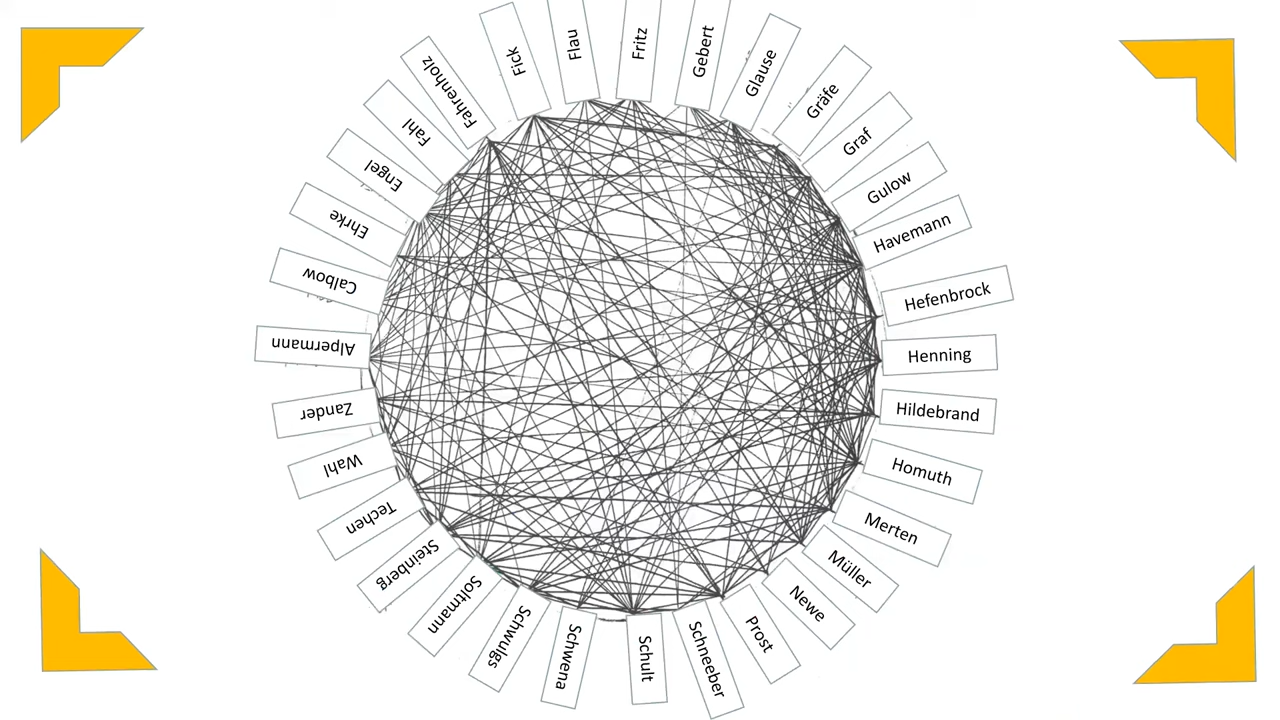 Fritz
Gebert
Glause
Gräfe
Graf
Gulow
Havemann
Hefenbrock
Henning
Hildebrand
Homuth
Merten
Müller
Newe
Prost
Schneeber
Schult
Schwena
Schwulgs
Soltmann
Steinberg
Techen
Wahl
Zander
Alpermann
Calbow
Ehrke
Engel
Fahl
Fahrenholz
Fick
Flau